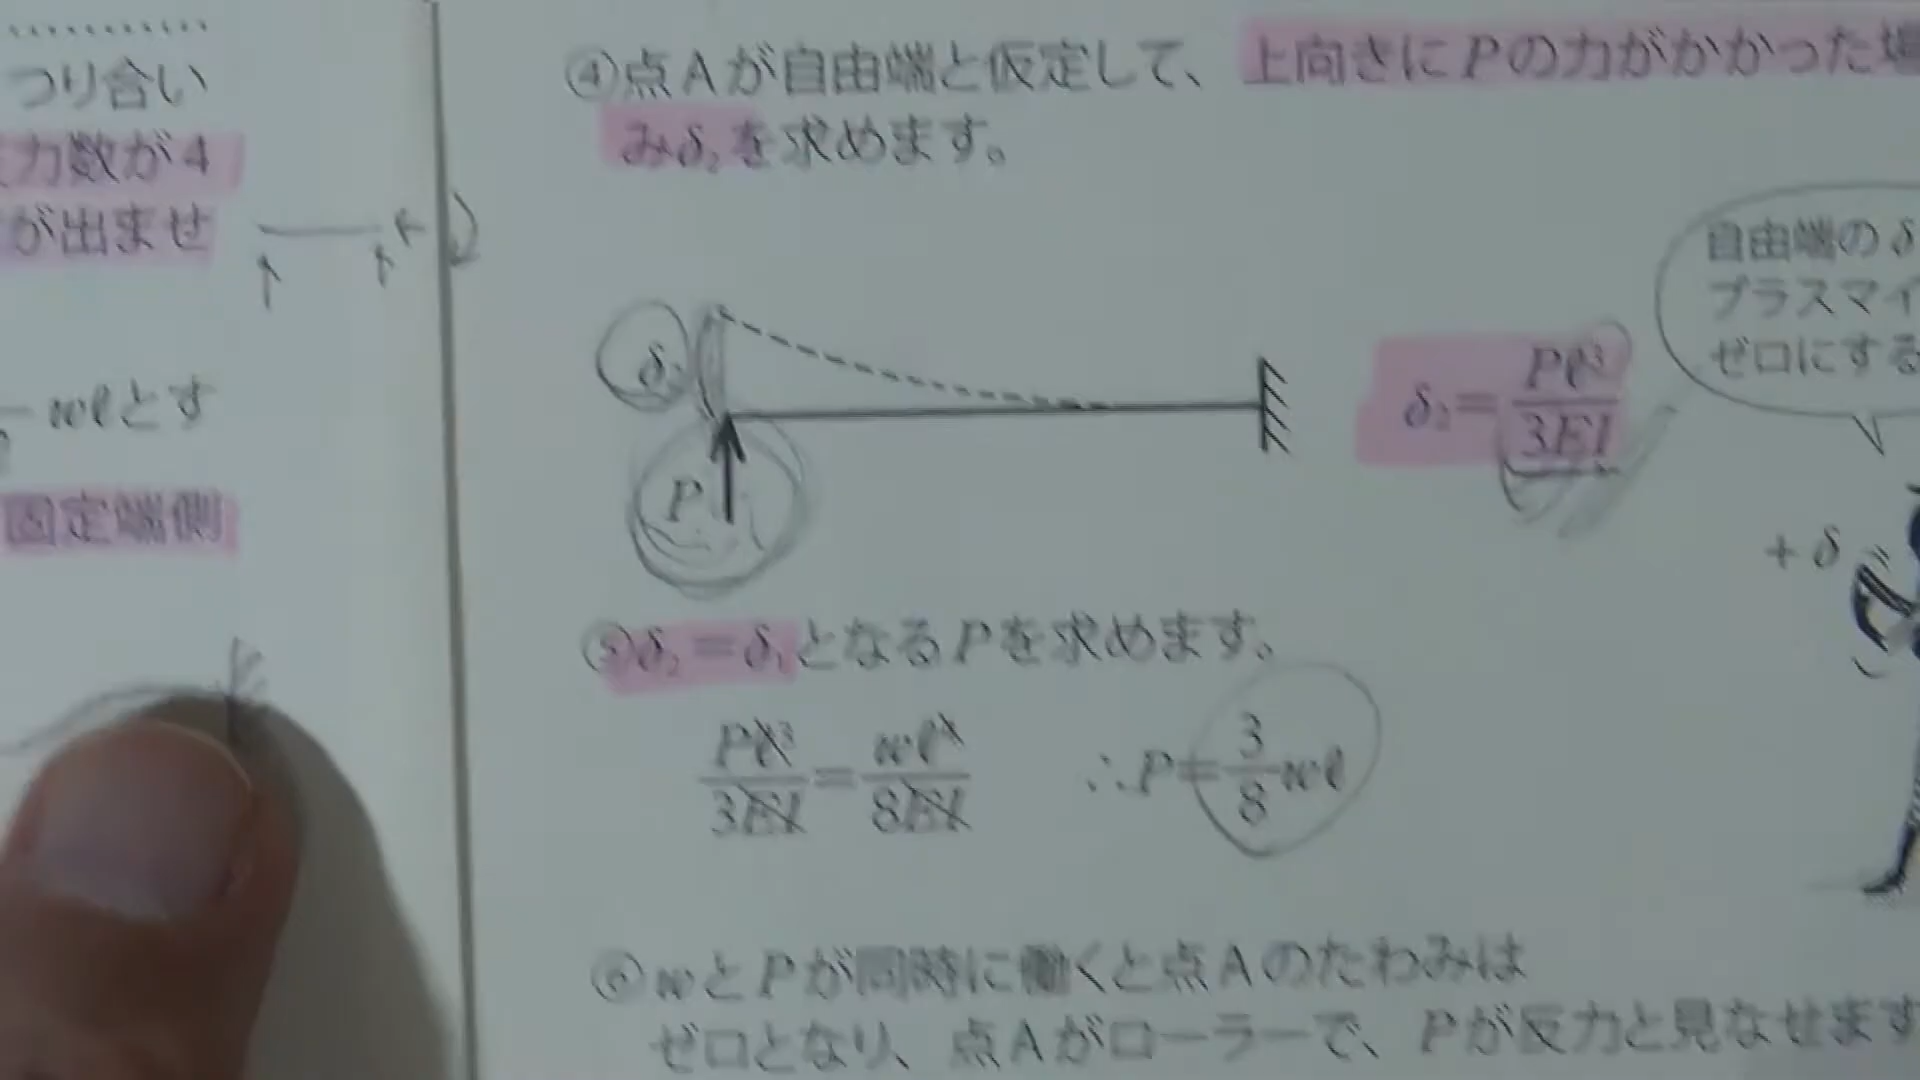 つり合い
力数が4
が出ませ
wℓとす
固定端側
④点Aが自由端と仮定して、上向きにPの力がかかった場
みδ₂を求めます。
δ₂
P
δ₂=Pℓ³/3EI
自由端のδ
プラスマイ
ゼロにする
+δ
⑤δ₂=δ₁となるPを求めます。
Pℓ³/3EI=wℓ⁴/8EI ∴P=3/8wℓ
⑥wとPが同時に働くと点Aのたわみは
ゼロとなり、点Aがローラーで、Pが反力と見なせます